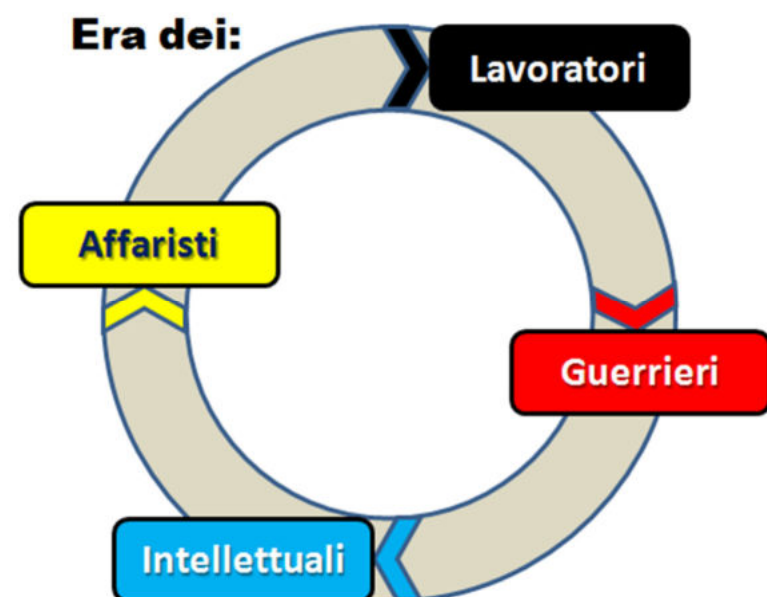 Era dei:
Lavoratori
Affaristi
Guerrieri
Intellettuali